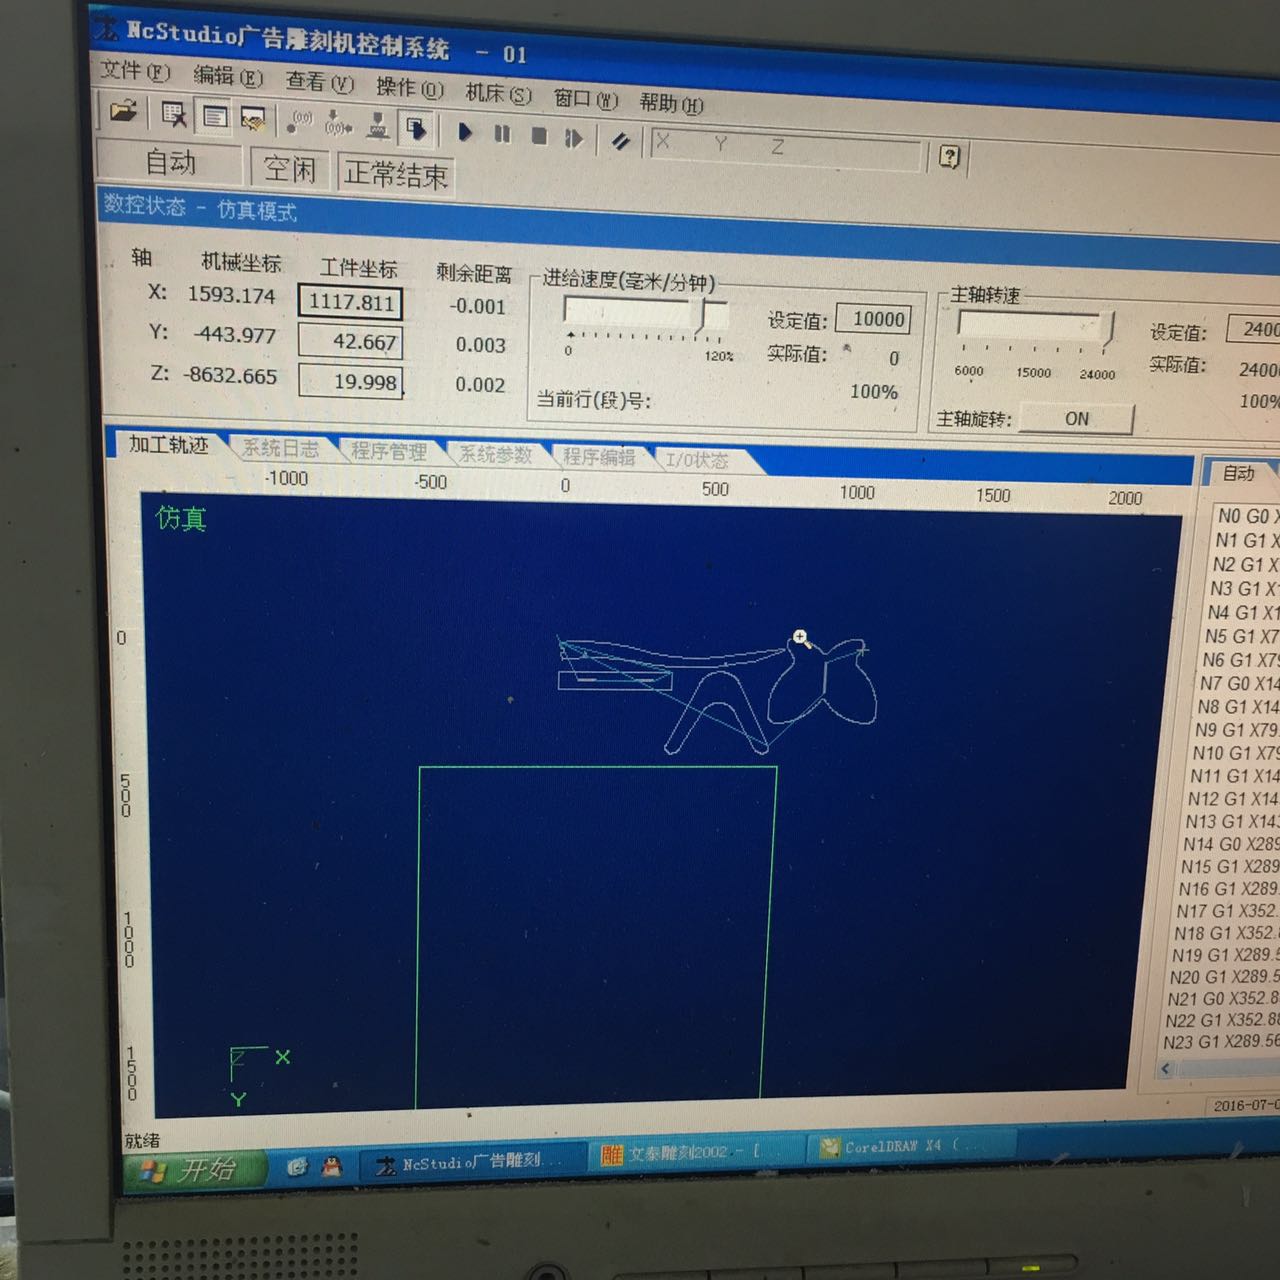 NcStudio广告雕刻机控制系统 - 01
文件(F) 编辑(E) 查看(V) 操作(O) 机床(S) 窗口(W) 帮助(H)
X Y Z
自动 空闲 正常结束
数控状态 - 仿真模式
轴 机械坐标 工件坐标 剩余距离
X: 1593.174 1117.811 -0.001
Y: -443.977 42.667 0.003
Z: -8632.665 19.998 0.002
进给速度(毫米/分钟)
0 120%
设定值: 10000
实际值: 0
100%
当前行(段)号:
主轴转速
6000 15000 24000
设定值: 2400
实际值: 2400
100%
主轴旋转: ON
加工轨迹 系统日志 程序管理 系统参数 程序编辑 I/O状态
-1000 -500 0 500 1000 1500 2000
仿真
0
500
1000
1500
Z X
Y
自动
N0 G0 X
N1 G1 X
N2 G1 X
N3 G1 X1
N4 G1 X1
N5 G1 X7
N6 G1 X79
N7 G0 X14
N8 G1 X14
N9 G1 X79.
N10 G1 X79
N11 G1 X14
N12 G1 X14
N13 G1 X143
N14 G0 X289
N15 G1 X289
N16 G1 X289.
N17 G1 X352.
N18 G1 X352.8
N19 G1 X289.5
N20 G1 X289.5
N21 G0 X352.8
N22 G1 X352.88
N23 G1 X289.56
2016-07-0
就绪
开始 NcStudio广告雕刻... 雕 文泰雕刻2002 - [ CorelDRAW X4 (